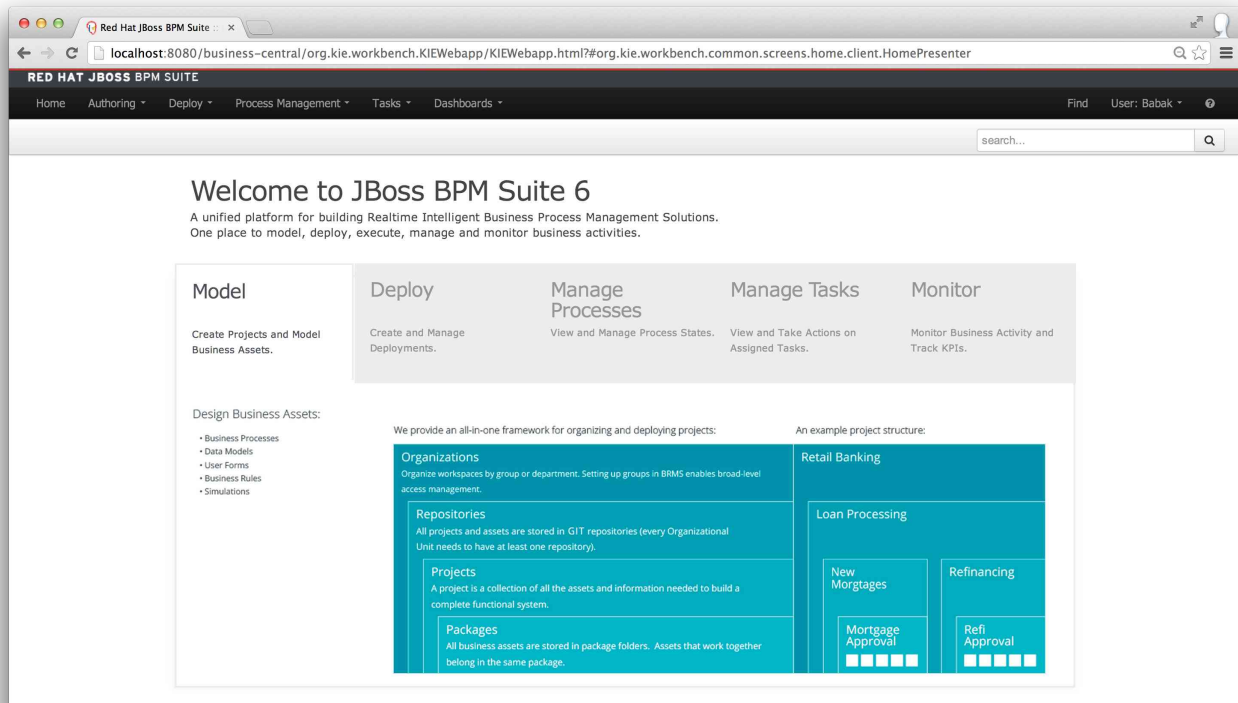 Red Hat JBoss BPM Suite ::
localhost:8080/business-central/org.kie.workbench.KIEWebapp/KIEWebapp.html?#org.kie.workbench.common.screens.home.client.HomePresenter
RED HAT JBOSS BPM SUITE
Home Authoring Deploy Process Management Tasks Dashboards Find User: Babak ?
search...
Welcome to JBoss BPM Suite 6
A unified platform for building Realtime Intelligent Business Process Management Solutions.
One place to model, deploy, execute, manage and monitor business activities.
Model
Create Projects and Model
Business Assets.
Deploy
Create and Manage
Deployments.
Manage
Processes
View and Manage Process States.
Manage Tasks
View and Take Actions on
Assigned Tasks.
Monitor
Monitor Business Activity and
Track KPIs.
Design Business Assets:
• Business Processes
• Data Models
• User Forms
• Business Rules
• Simulations
We provide an all-in-one framework for organizing and deploying projects:
Organizations
Organize workspaces by group or department. Setting up groups in BRMS enables broad-level
access management.
Repositories
All projects and assets are stored in GIT repositories (every Organizational
Unit needs to have at least one repository).
Projects
A project is a collection of all the assets and information needed to build a
complete functional system.
Packages
All business assets are stored in package folders. Assets that work together
belong in the same package.
An example project structure:
Retail Banking
Loan Processing
New
Morgtages
Mortgage
Approval
Refinancing
Refi
Approval